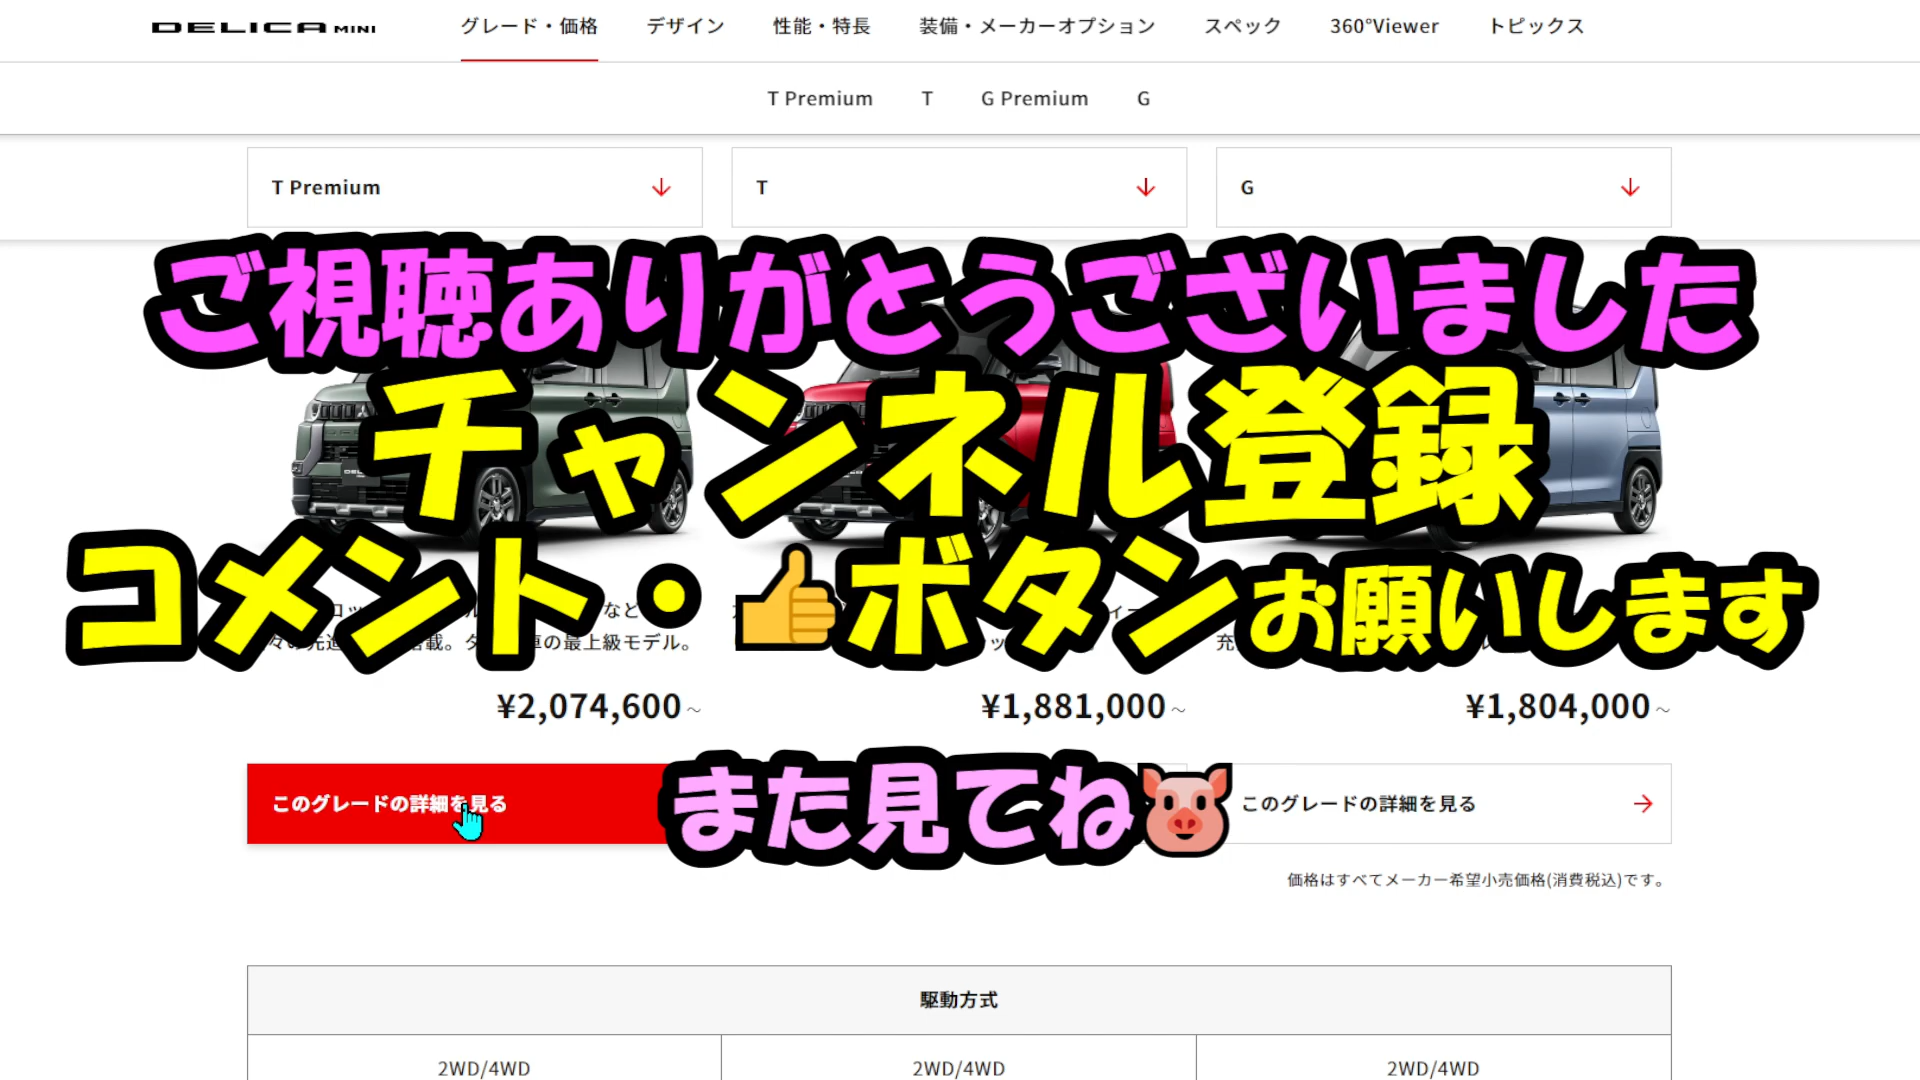 DELICA MINI
グレード・価格 デザイン 性能・特長 装備・メーカーオプション スペック 360°Viewer トピックス
T Premium T G Premium G
T Premium T G
ご視聴ありがとうございました
チャンネル登録
コメント・👍ボタンお願いします
の最上級モデル。
¥2,074,600～ ¥1,881,000～ ¥1,804,000～
このグレードの詳細を見る
また見てね🐷
このグレードの詳細を見る
価格はすべてメーカー希望小売価格(消費税込)です。
駆動方式
2WD/4WD 2WD/4WD 2WD/4WD